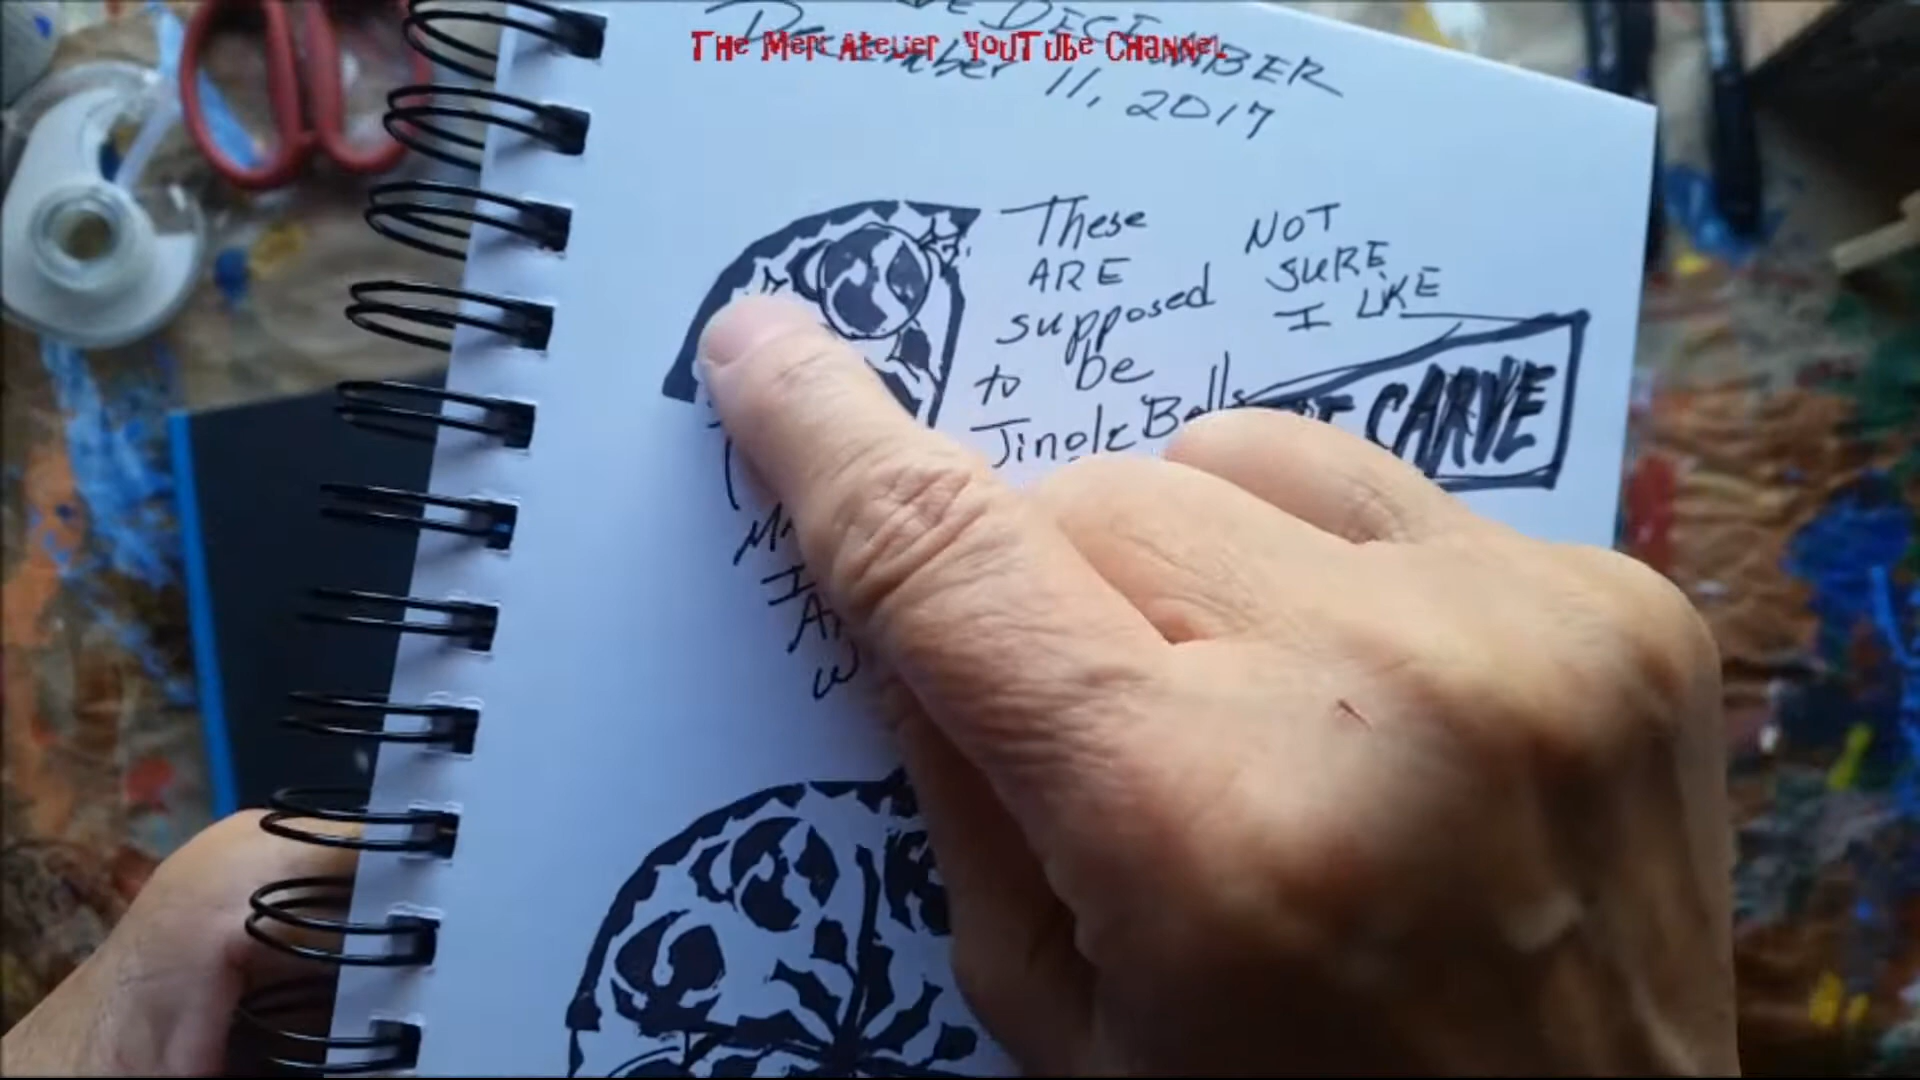 DECEMBER
The Merc Atelier YouTube Channel
December 11, 2017
These
ARE
supposed
to be
Jingle Bells
NOT
SURE
I LIKE
CARVE